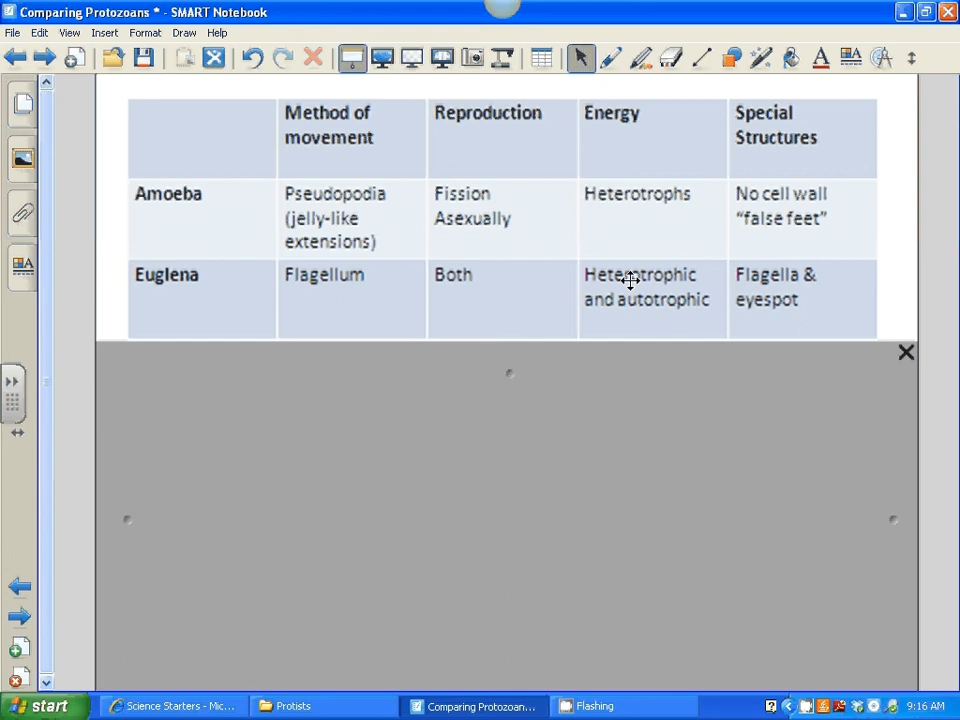 Comparing Protozoans * - SMART Notebook
File Edit View Insert Format Draw Help
Method of movement
Reproduction
Energy
Special Structures
Amoeba
Pseudopodia
(jelly-like
extensions)
Fission
Asexually
Heterotrophs
No cell wall
“false feet”
Euglena
Flagellum
Both
Heterotrophic
and autotrophic
Flagella &
eyespot
start
Science Starters - Mic...
Protists
Comparing Protozoan...
Flashing
9:16 AM